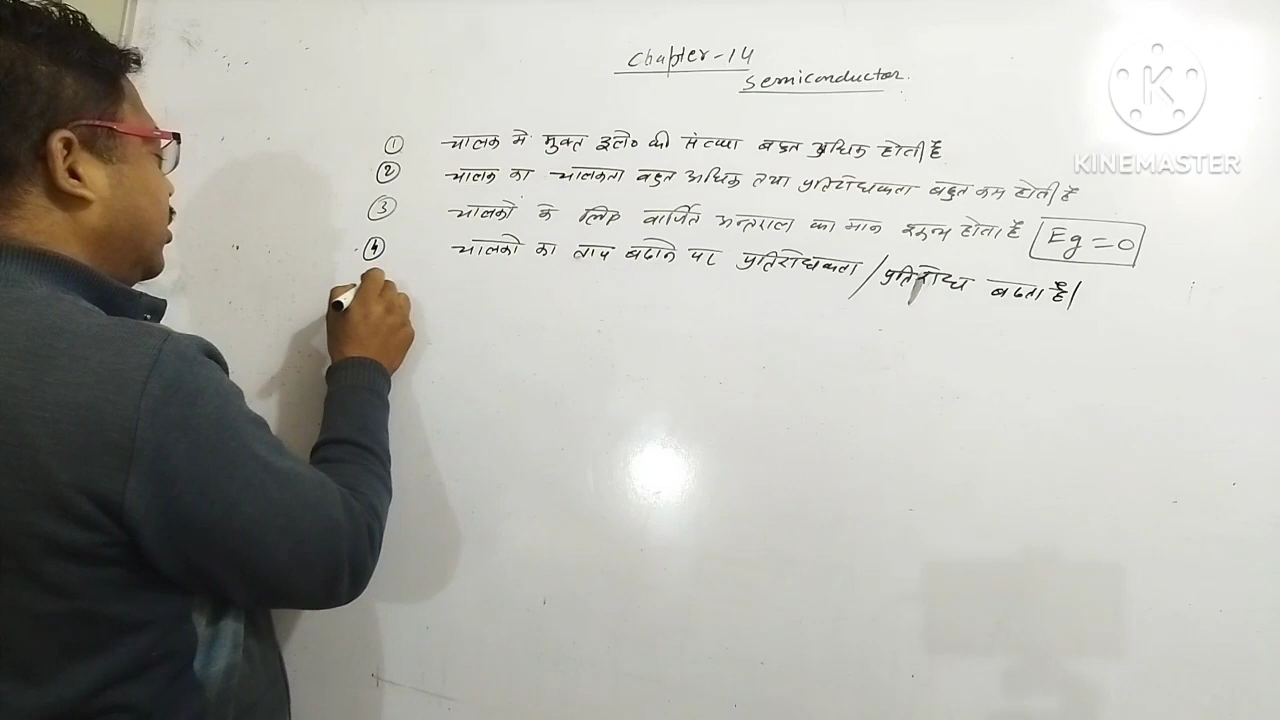 Chapter-14
Semiconductor.
① चालक मे मुक्त इले० की संख्या बहुत अधिक होती है
② चालक का चालकता बहुत अधिक तथा प्रतिरोधकता बहुत कम होती है
③ चालकों के लिए वर्जित अन्तराल का मान शून्य होता है Eg = 0
④ चालको का ताप बढाने पर प्रतिरोधकता / प्रतिरोध बढता है।
K
KINEMASTER